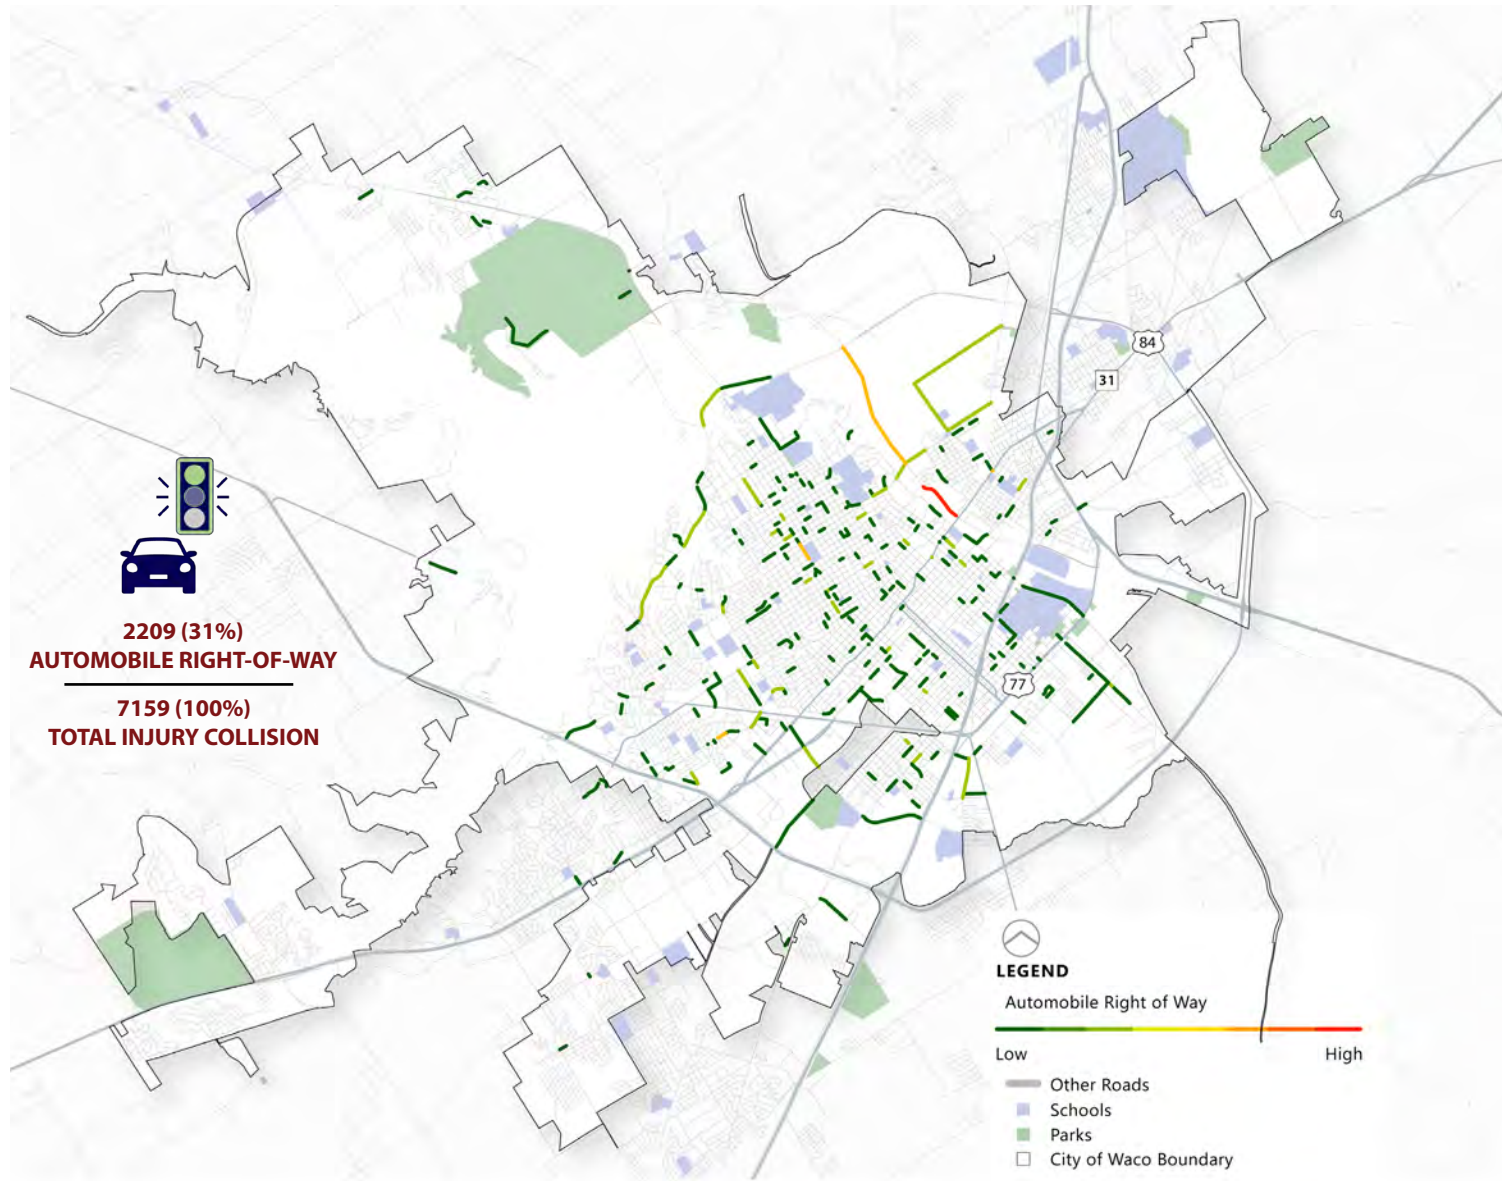 84
31
2209 (31%)
AUTOMOBILE RIGHT-OF-WAY
7159 (100%)
TOTAL INJURY COLLISION
77
LEGEND
Automobile Right of Way
Low High
Other Roads
Schools
Parks
City of Waco Boundary